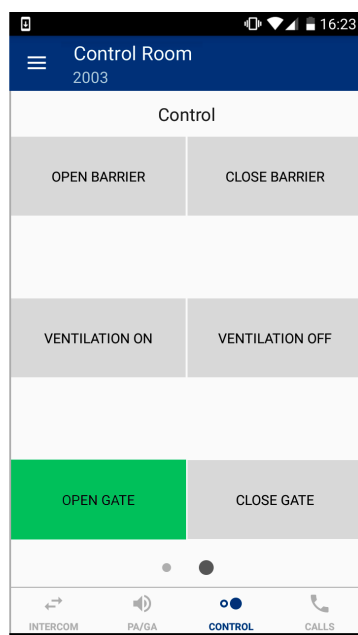 16:23
Control Room
2003
Control
OPEN BARRIER CLOSE BARRIER
VENTILATION ON VENTILATION OFF
OPEN GATE CLOSE GATE
INTERCOM PA/GA CONTROL CALLS